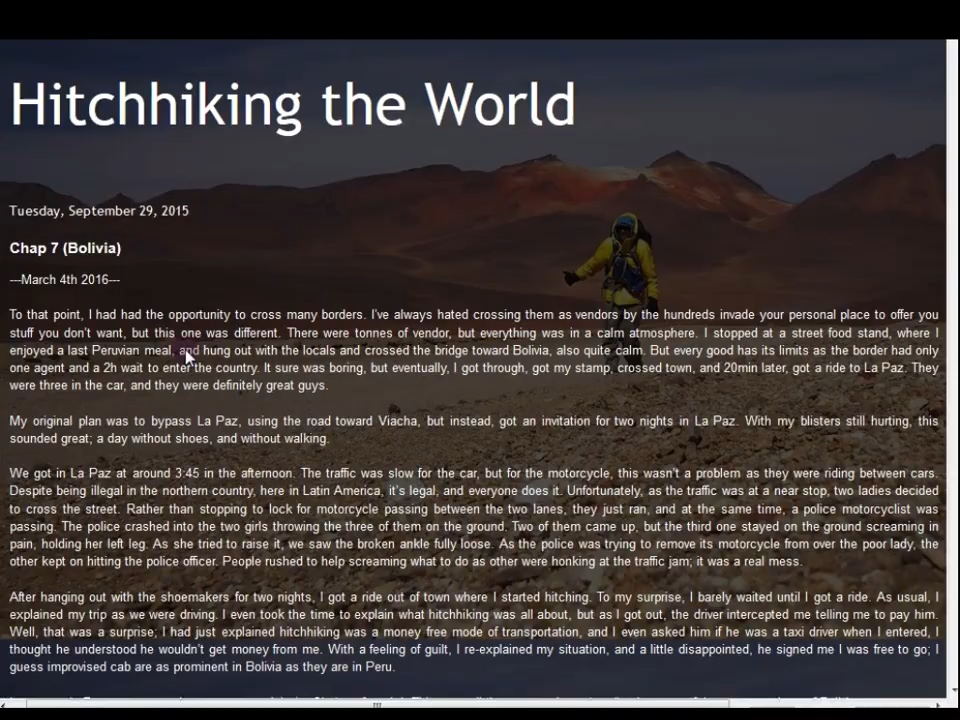 Hitchhiking the World
Tuesday, September 29, 2015
Chap 7 (Bolivia)
---March 4th 2016---
To that point, I had had the opportunity to cross many borders. I've always hated crossing them as vendors by the hundreds invade your personal place to offer you
stuff you don't want, but this one was different. There were tonnes of vendor, but everything was in a calm atmosphere. I stopped at a street food stand, where I
enjoyed a last Peruvian meal, and hung out with the locals and crossed the bridge toward Bolivia, also quite calm. But every good has its limits as the border had only
one agent and a 2h wait to enter the country. It sure was boring, but eventually, I got through, got my stamp, crossed town, and 20min later, got a ride to La Paz. They
were three in the car, and they were definitely great guys.
My original plan was to bypass La Paz, using the road toward Viacha, but instead, got an invitation for two nights in La Paz. With my blisters still hurting, this
sounded great; a day without shoes, and without walking.
We got in La Paz at around 3:45 in the afternoon. The traffic was slow for the car, but for the motorcycle, this wasn't a problem as they were riding between cars.
Despite being illegal in the northern country, here in Latin America, it's legal, and everyone does it. Unfortunately, as the traffic was at a near stop, two ladies decided
to cross the street. Rather than stopping to lock for motorcycle passing between the two lanes, they just ran, and at the same time, a police motorcyclist was
passing. The police crashed into the two girls throwing the three of them on the ground. Two of them came up, but the third one stayed on the ground screaming in
pain, holding her left leg. As she tried to raise it, we saw the broken ankle fully loose. As the police was trying to remove its motorcycle from over the poor lady, the
other kept on hitting the police officer. People rushed to help screaming what to do as other were honking at the traffic jam; it was a real mess.
After hanging out with the shoemakers for two nights, I got a ride out of town where I started hitching. To my surprise, I barely waited until I got a ride. As usual, I
explained my trip as we were driving. I even took the time to explain what hitchhiking was all about, but as I got out, the driver intercepted me telling me to pay him.
Well, that was a surprise; I had just explained hitchhiking was a money free mode of transportation, and I even asked him if he was a taxi driver when I entered, I
thought he understood he wouldn't get money from me. With a feeling of guilt, I re-explained my situation, and a little disappointed, he signed me I was free to go; I
guess improvised cab are as prominent in Bolivia as they are in Peru.